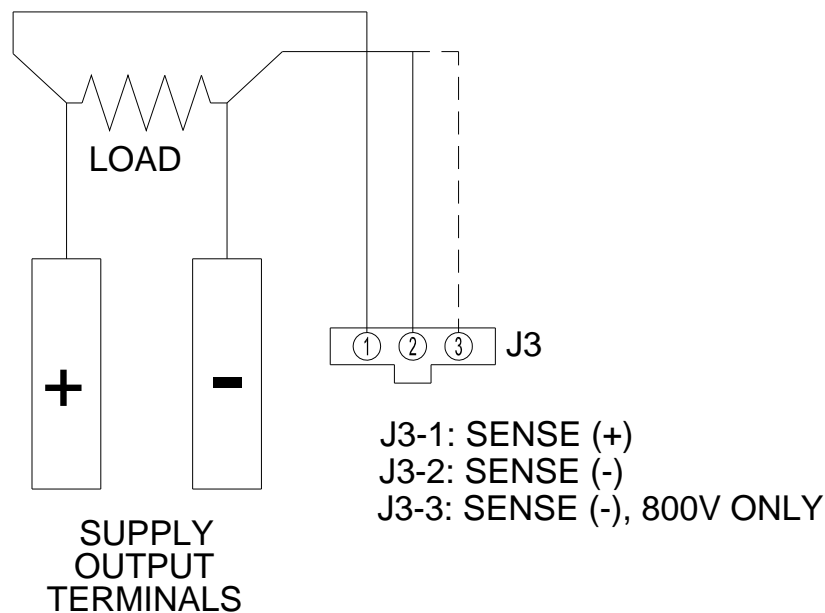 LOAD
1 2 3 J3
+ -
J3-1: SENSE (+)
J3-2: SENSE (-)
J3-3: SENSE (-), 800V ONLY
SUPPLY
OUTPUT
TERMINALS